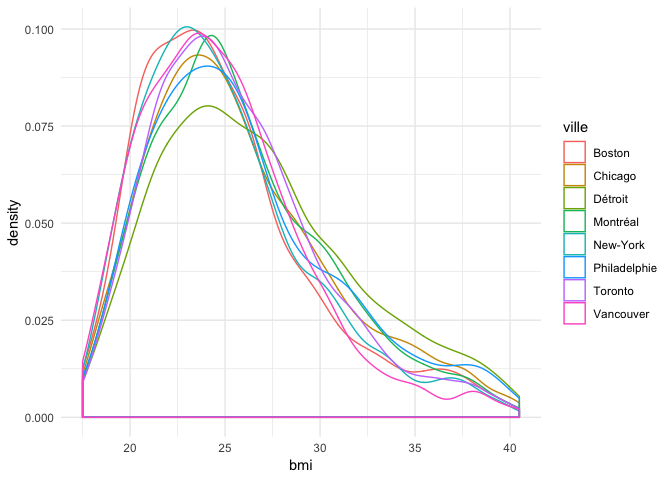 0.100
0.075
0.050
0.025
0.000
density
20 25 30 35 40
bmi
ville
Boston
Chicago
Détroit
Montréal
New-York
Philadelphie
Toronto
Vancouver